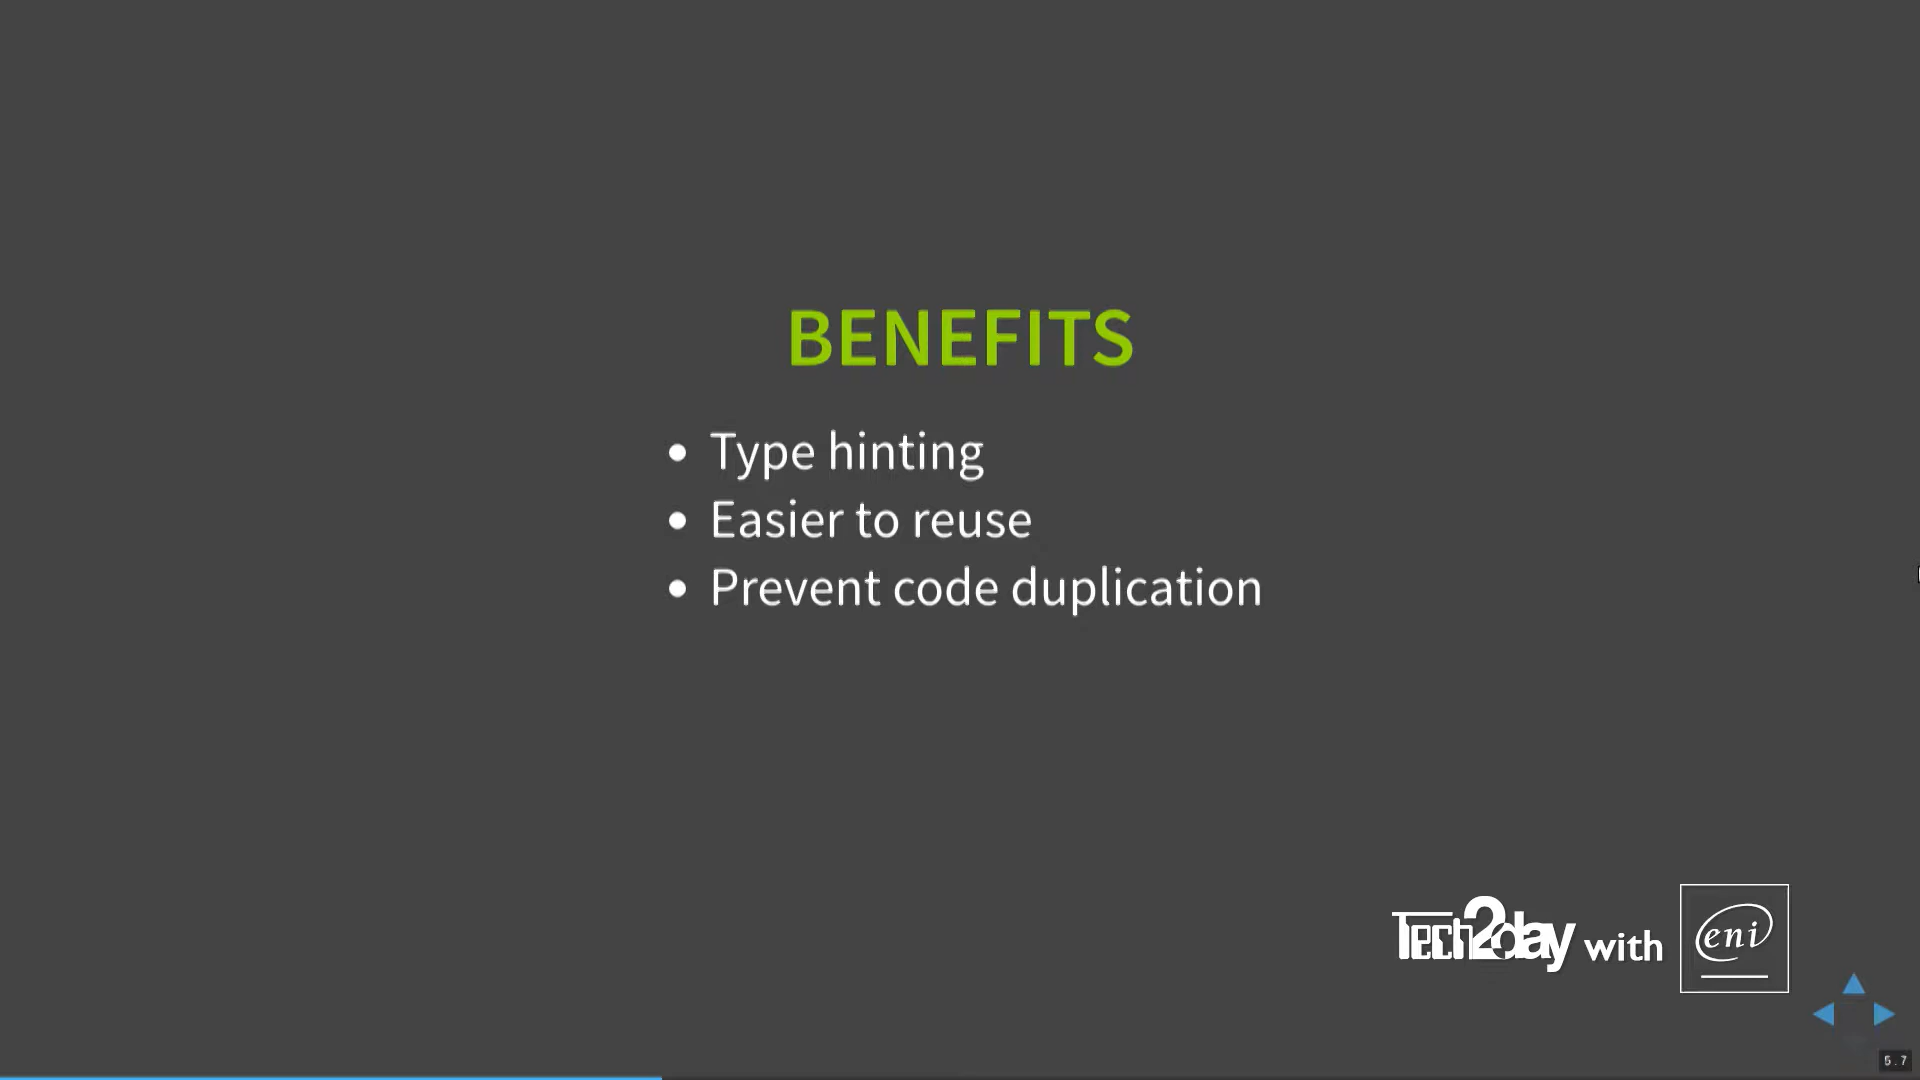 BENEFITS
• Type hinting
• Easier to reuse
• Prevent code duplication
Tech2day with eni
5.7